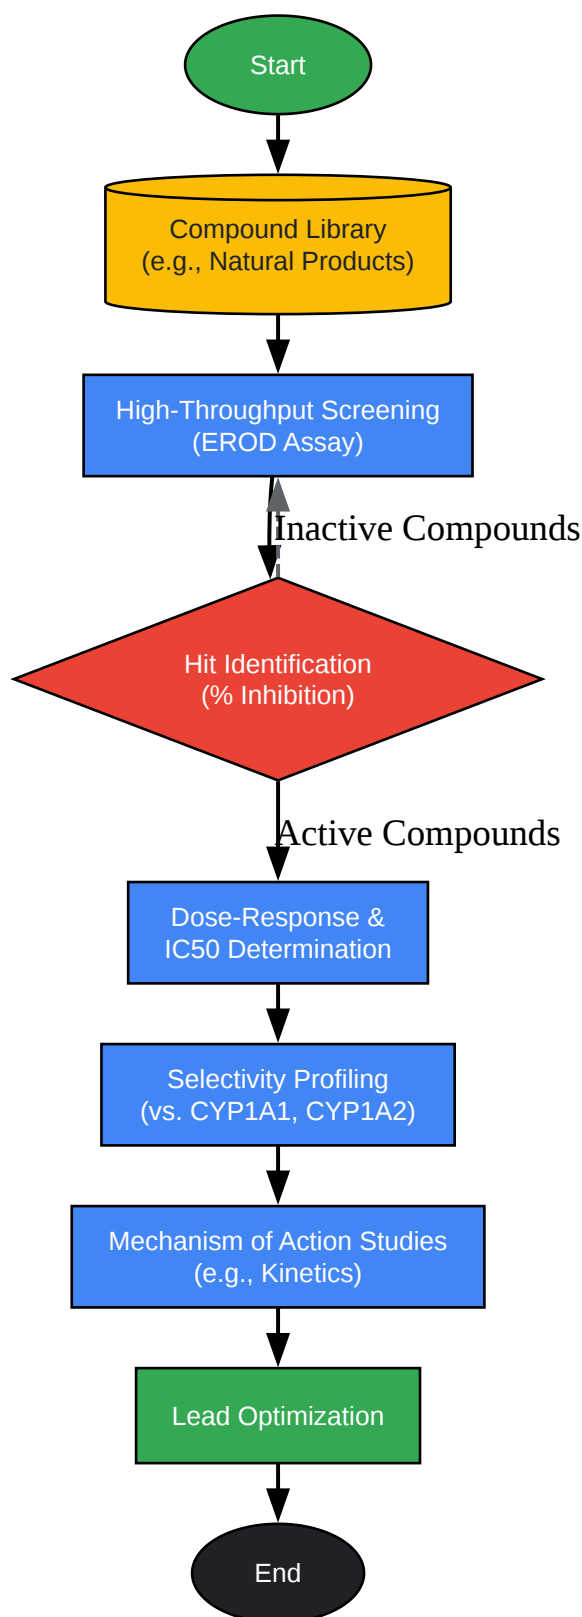 Start
Compound Library
(e.g., Natural Products)
High-Throughput Screening
(EROD Assay)
Inactive Compounds
Hit Identification
(% Inhibition)
Active Compounds
Dose-Response &
IC50 Determination
Selectivity Profiling
(vs. CYP1A1, CYP1A2)
Mechanism of Action Studies
(e.g., Kinetics)
Lead Optimization
End